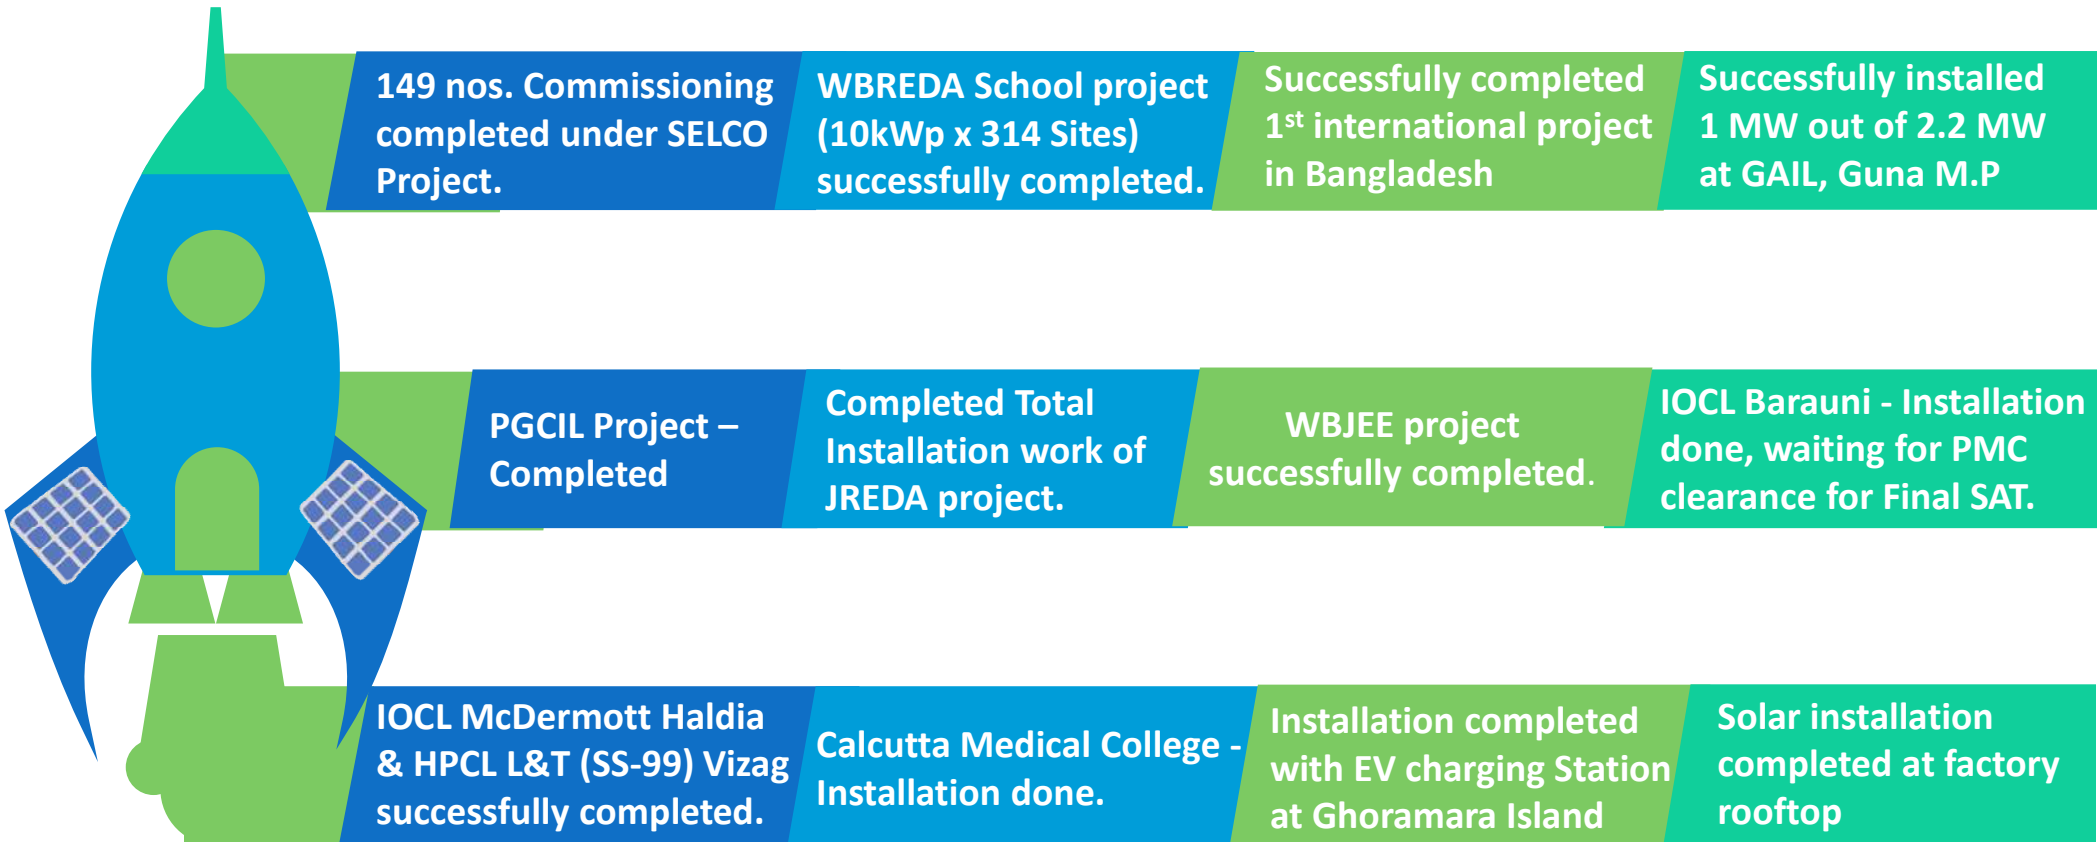 149 nos. Commissioning
completed under SELCO
Project.
WBREDA School project
(10kWp x 314 Sites)
successfully completed.
Successfully completed
1st international project
in Bangladesh
Successfully installed
1 MW out of 2.2 MW
at GAIL, Guna M.P
PGCIL Project –
Completed
Completed Total
Installation work of
JREDA project.
WBJEE project
successfully completed.
IOCL Barauni - Installation
done, waiting for PMC
clearance for Final SAT.
IOCL McDermott Haldia
& HPCL L&T (SS-99) Vizag
successfully completed.
Calcutta Medical College -
Installation done.
Installation completed
with EV charging Station
at Ghoramara Island
Solar installation
completed at factory
rooftop